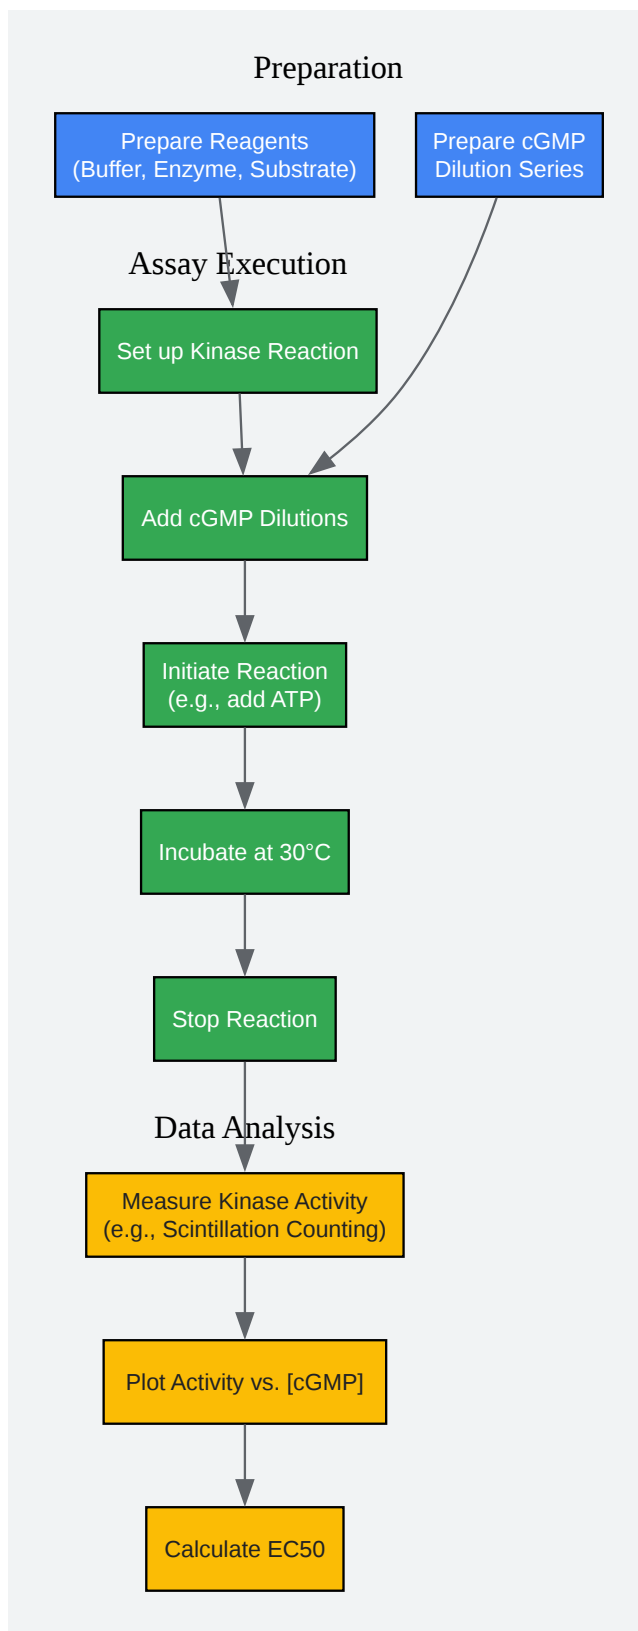 Preparation
Prepare Reagents
(Buffer, Enzyme, Substrate)
Prepare cGMP
Dilution Series
Assay Execution
Set up Kinase Reaction
Add cGMP Dilutions
Initiate Reaction
(e.g., add ATP)
Incubate at 30°C
Stop Reaction
Data Analysis
Measure Kinase Activity
(e.g., Scintillation Counting)
Plot Activity vs. [cGMP]
Calculate EC50